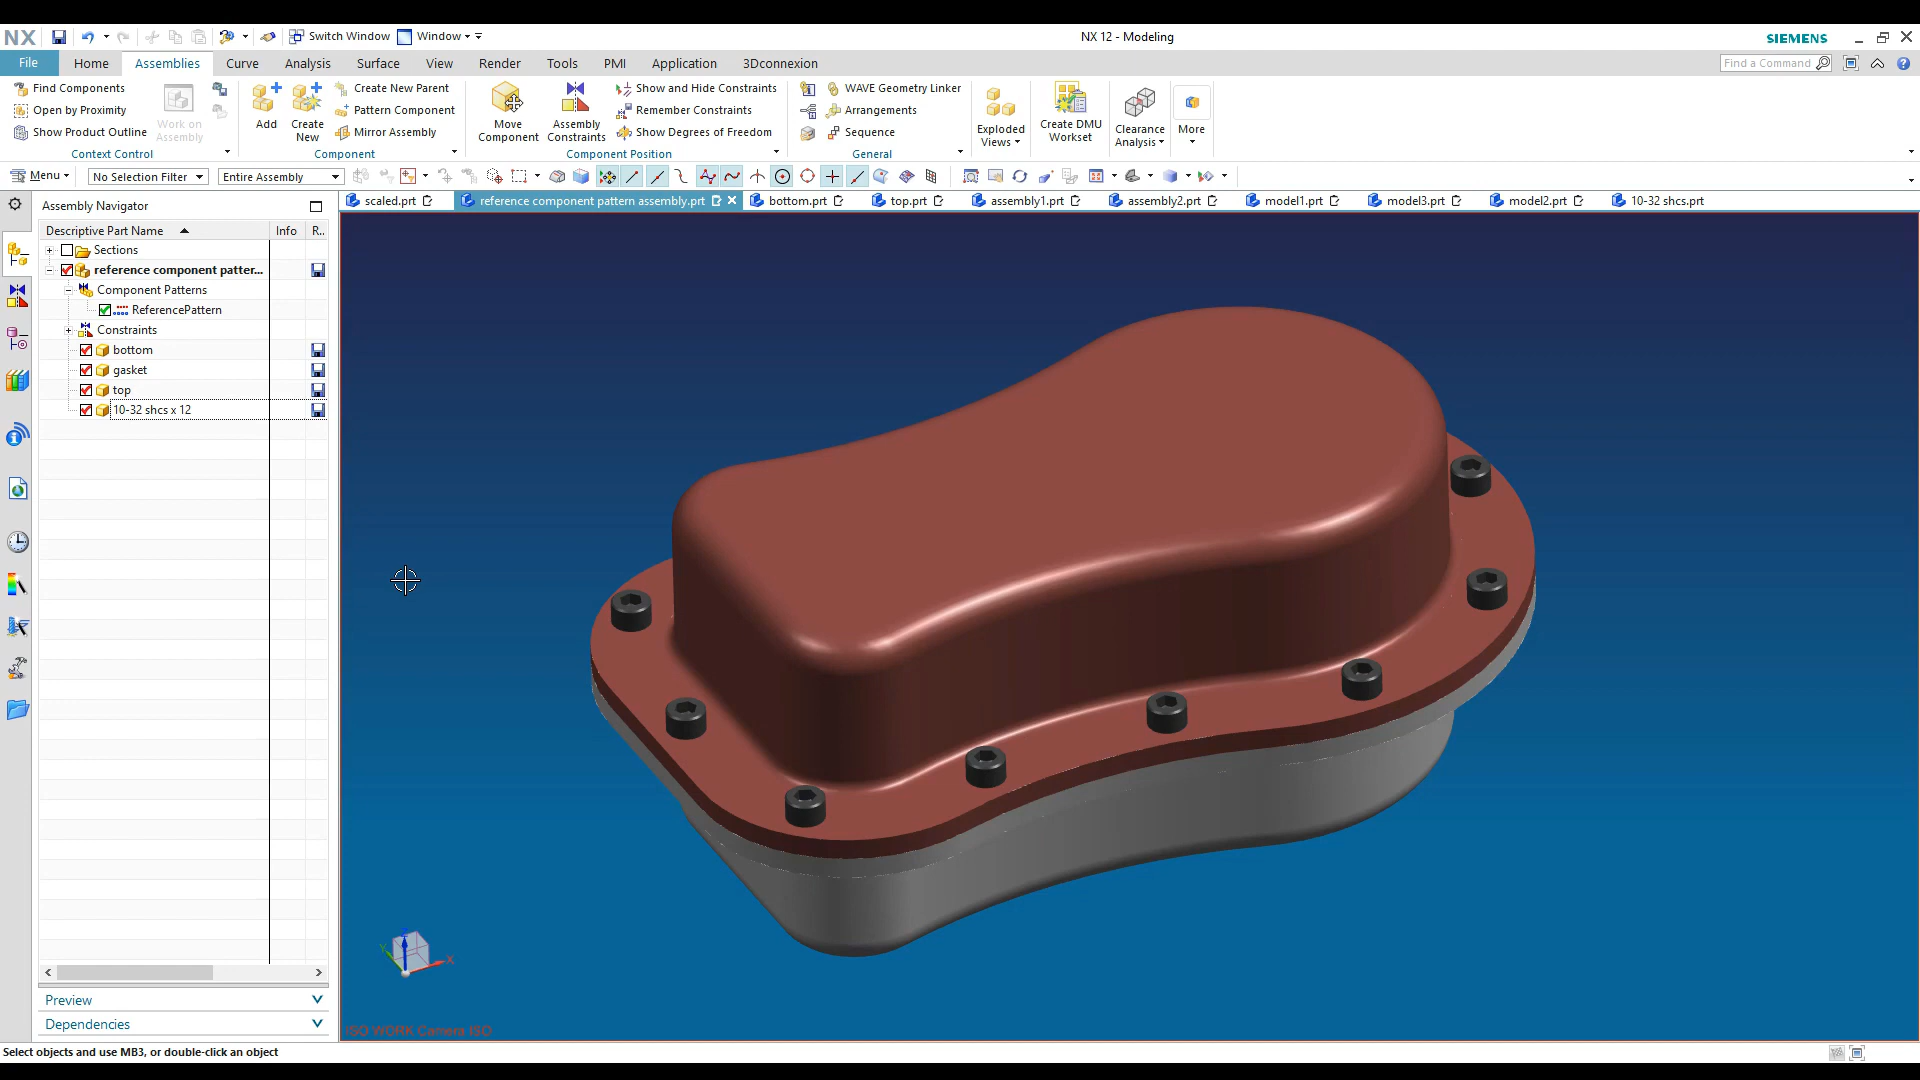 NX Switch Window Window NX 12 - Modeling SIEMENS
File Home Assemblies Curve Analysis Surface View Render Tools PMI Application 3Dconnexion Find a Command
Find Components
Open by Proximity
Show Product Outline
Work on
Assembly
Context Control
Add
Create
New
Create New Parent
Pattern Component
Mirror Assembly
Component
Move
Component
Assembly
Constraints
Show and Hide Constraints
Remember Constraints
Show Degrees of Freedom
Component Position
WAVE Geometry Linker
Arrangements
Sequence
General
Exploded
Views
Create DMU
Workset
Clearance
Analysis
More
Menu No Selection Filter Entire Assembly
scaled.prt reference component pattern assembly.prt bottom.prt top.prt assembly1.prt assembly2.prt model1.prt model3.prt model2.prt 10-32 shcs.prt
Assembly Navigator
Descriptive Part Name Info R..
Sections
reference component patter...
Component Patterns
ReferencePattern
Constraints
bottom
gasket
top
10-32 shcs x 12
Preview
Dependencies
Y
Z
X
ISO WORK Camera ISO
Select objects and use MB3, or double-click an object